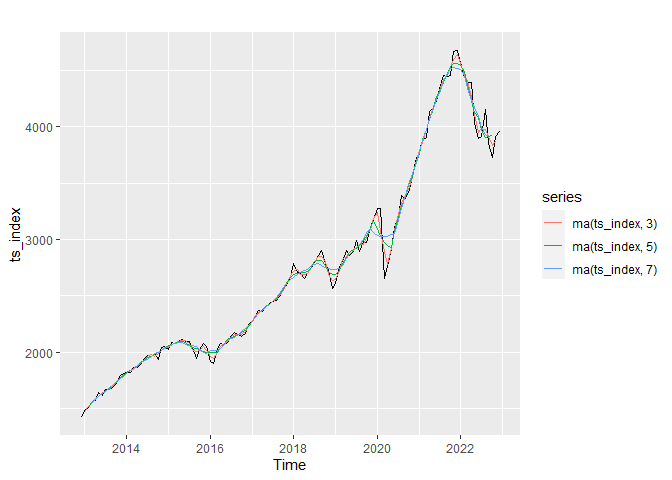 ts_index
4000
3000
2000
2014 2016 2018 2020 2022
Time
series
ma(ts_index, 3)
ma(ts_index, 5)
ma(ts_index, 7)